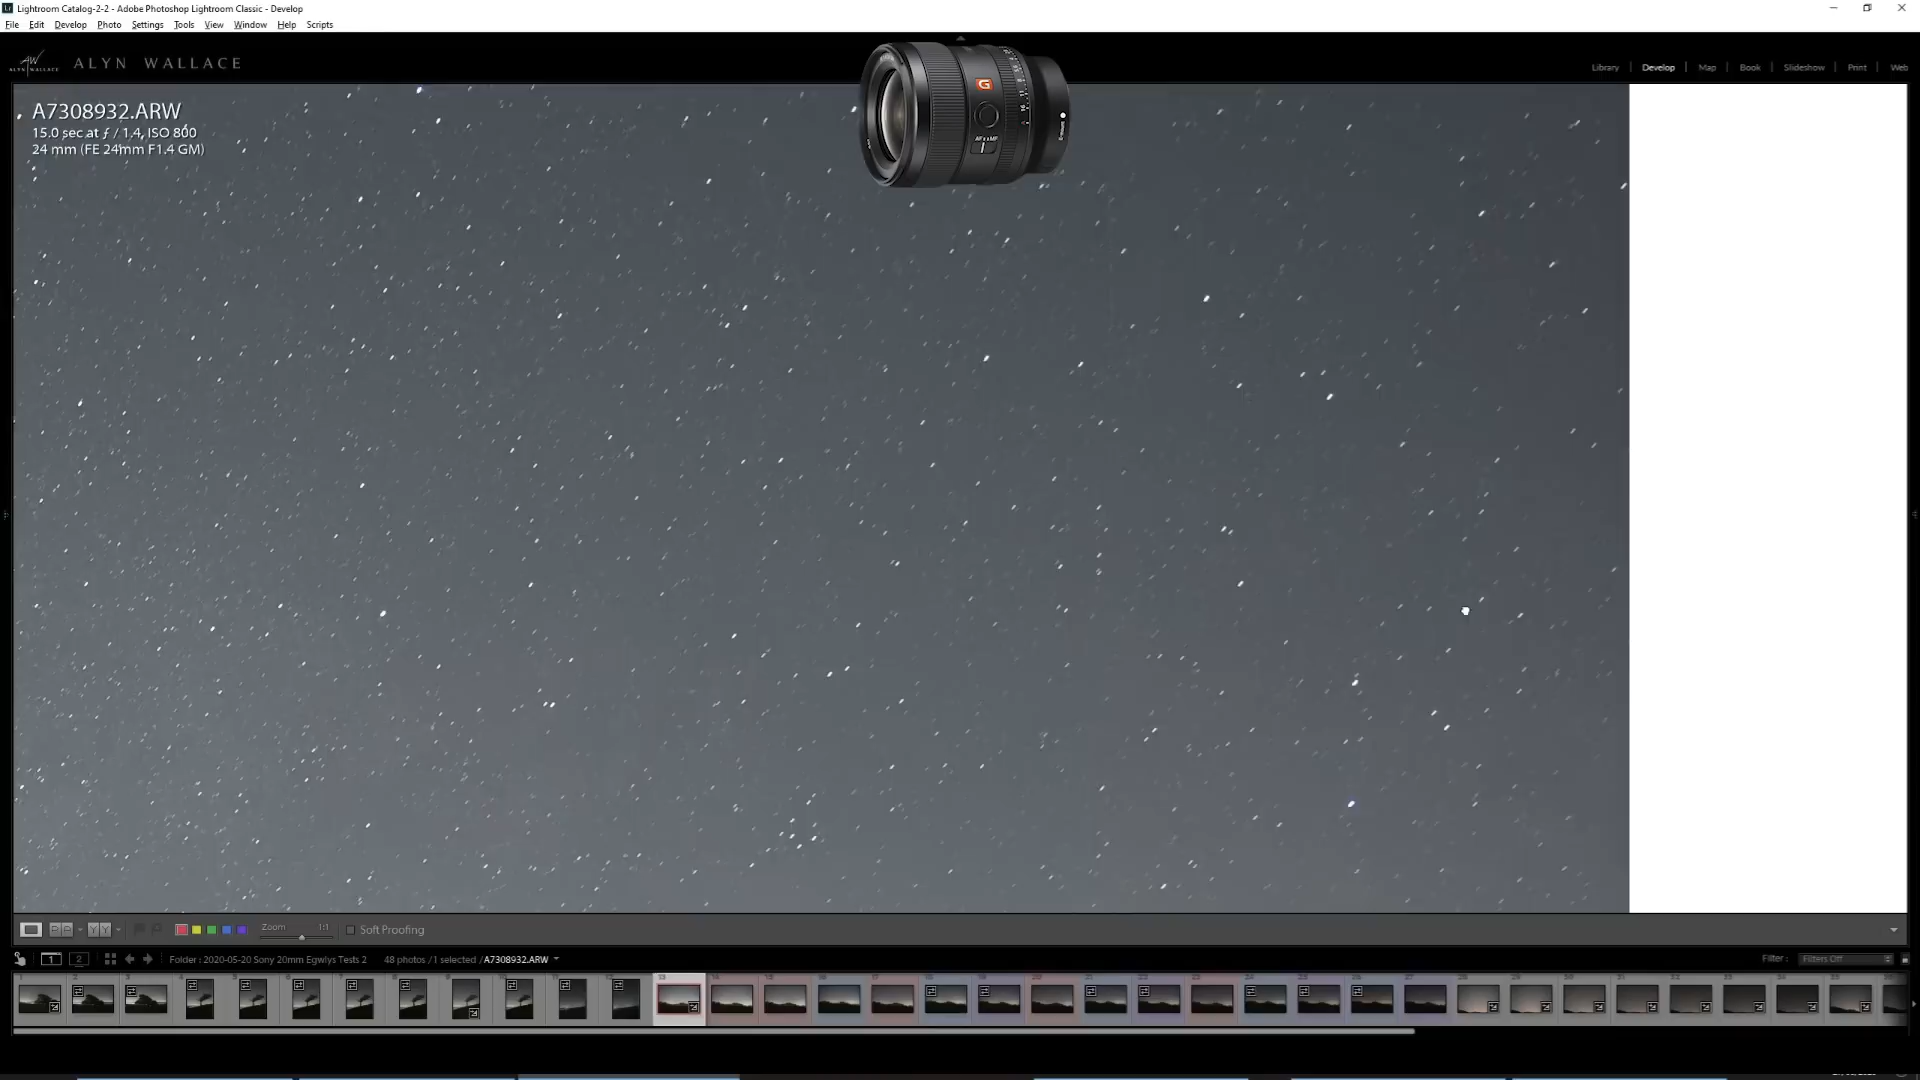 Lightroom Catalog-2-2 - Adobe Photoshop Lightroom Classic - Develop
File Edit Develop Photo Settings Tools View Window Help Scripts
ALYN WALLACE
Library Develop Map Book Slideshow Print Web
A7308932.ARW
15.0 sec at ƒ / 1.4, ISO 800
24 mm (FE 24mm F1.4 GM)
G
Zoom 1:1 Soft Proofing
1 2 Folder : 2020-05-20 Sony 20mm Egwlys Tests 2 48 photos /1 selected /A7308932.ARW Filter : Filters Off